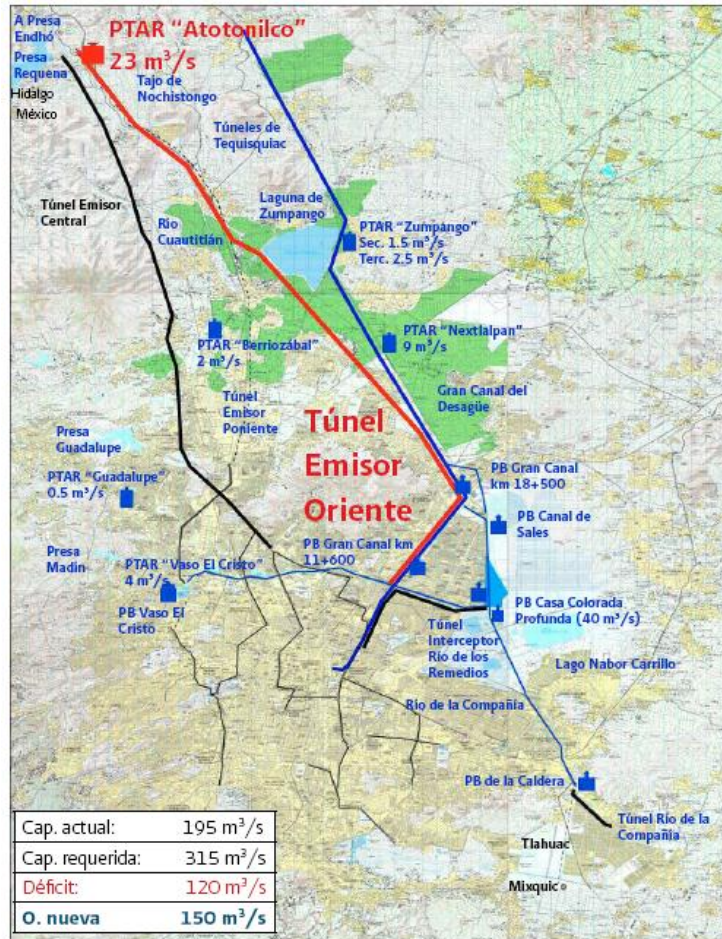 A Presa
Endhó
PTAR “Atotonilco”
23 m³/s
Presa
Requena
Hidalgo
México
Tajo de
Nochistongo
Túneles de
Tequisquiac
Túnel Emisor
Central
Laguna de
Zumpango
Río
Cuautitlán
PTAR “Zumpango”
Sec. 1.5 m³/s
Terc. 2.5 m³/s
PTAR “Berriozábal”
2 m³/s
PTAR “Nextlalpan”
9 m³/s
Gran Canal del
Desagüe
Túnel
Emisor
Poniente
Túnel
Emisor
Oriente
Presa
Guadalupe
PTAR “Guadalupe”
0.5 m³/s
PB Gran Canal
km 18+500
PB Canal de
Sales
PB Gran Canal km
11+600
Presa
Madin
PTAR “Vaso El Cristo”
4 m³/s
PB Vaso El
Cristo
PB Casa Colorada
Profunda (40 m³/s)
Túnel
Interceptor
Río de los
Remedios
Lago Nabor Carrillo
Río de la Compañía
PB de la Caldera
Túnel Río de la
Compañía
Tlahuac
Mixquic
Cap. actual: 195 m³/s
Cap. requerida: 315 m³/s
Déficit: 120 m³/s
O. nueva 150 m³/s